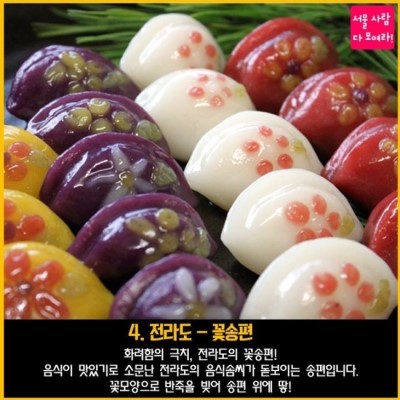 서울 사람
다 모여라!
4. 전라도 - 꽃송편
화려함의 극치, 전라도의 꽃송편!
음식이 맛있기로 소문난 전라도의 음식솜씨가 돋보이는 송편입니다.
꽃모양으로 반죽을 빚어 송편 위에 땋!